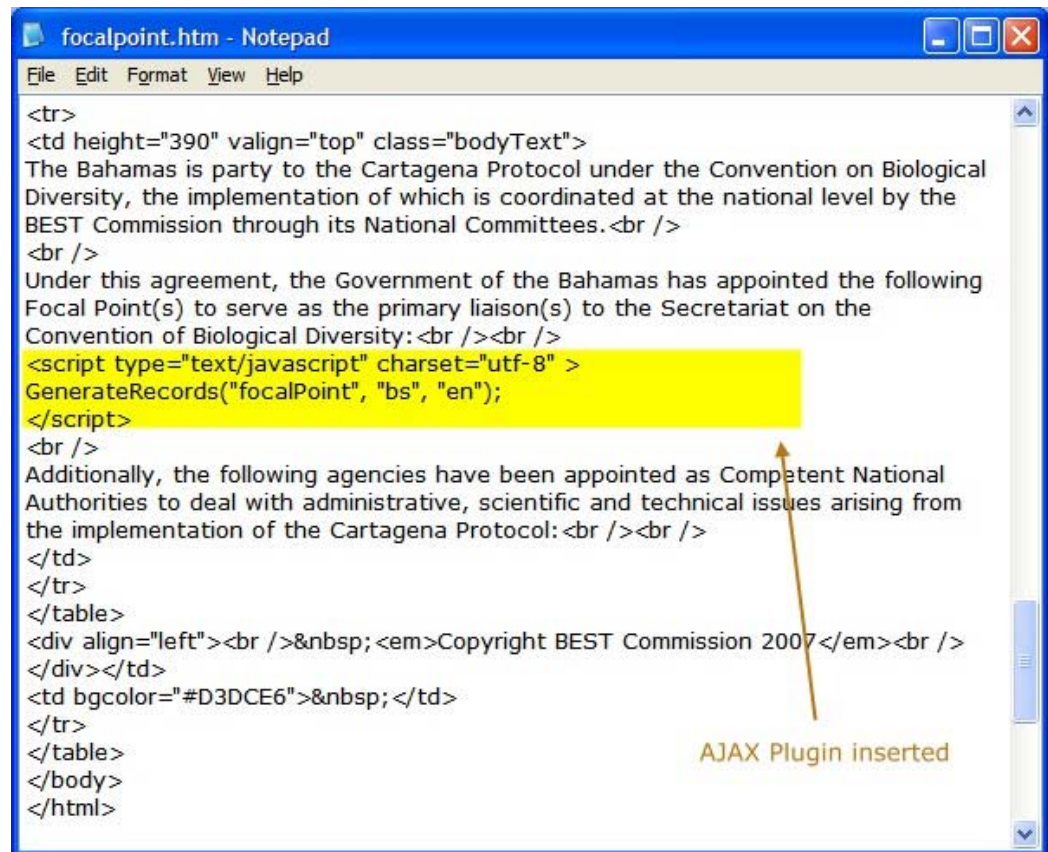 focalpoint.htm - Notepad
File Edit Format View Help
<tr>
<td height="390" valign="top" class="bodyText">
The Bahamas is party to the Cartagena Protocol under the Convention on Biological
Diversity, the implementation of which is coordinated at the national level by the
BEST Commission through its National Committees.<br />
<br />
Under this agreement, the Government of the Bahamas has appointed the following
Focal Point(s) to serve as the primary liaison(s) to the Secretariat on the
Convention of Biological Diversity:<br /><br />
<script type="text/javascript" charset="utf-8" >
GenerateRecords("focalPoint", "bs", "en");
</script>
<br />
Additionally, the following agencies have been appointed as Competent National
Authorities to deal with administrative, scientific and technical issues arising from
the implementation of the Cartagena Protocol:<br /><br />
</td>
</tr>
</table>
<div align="left"><br />&nbsp;<em>Copyright BEST Commission 2007</em><br />
</div></td>
<td bgcolor="#D3DCE6">&nbsp;</td>
</tr>
</table>
AJAX Plugin inserted
</body>
</html>